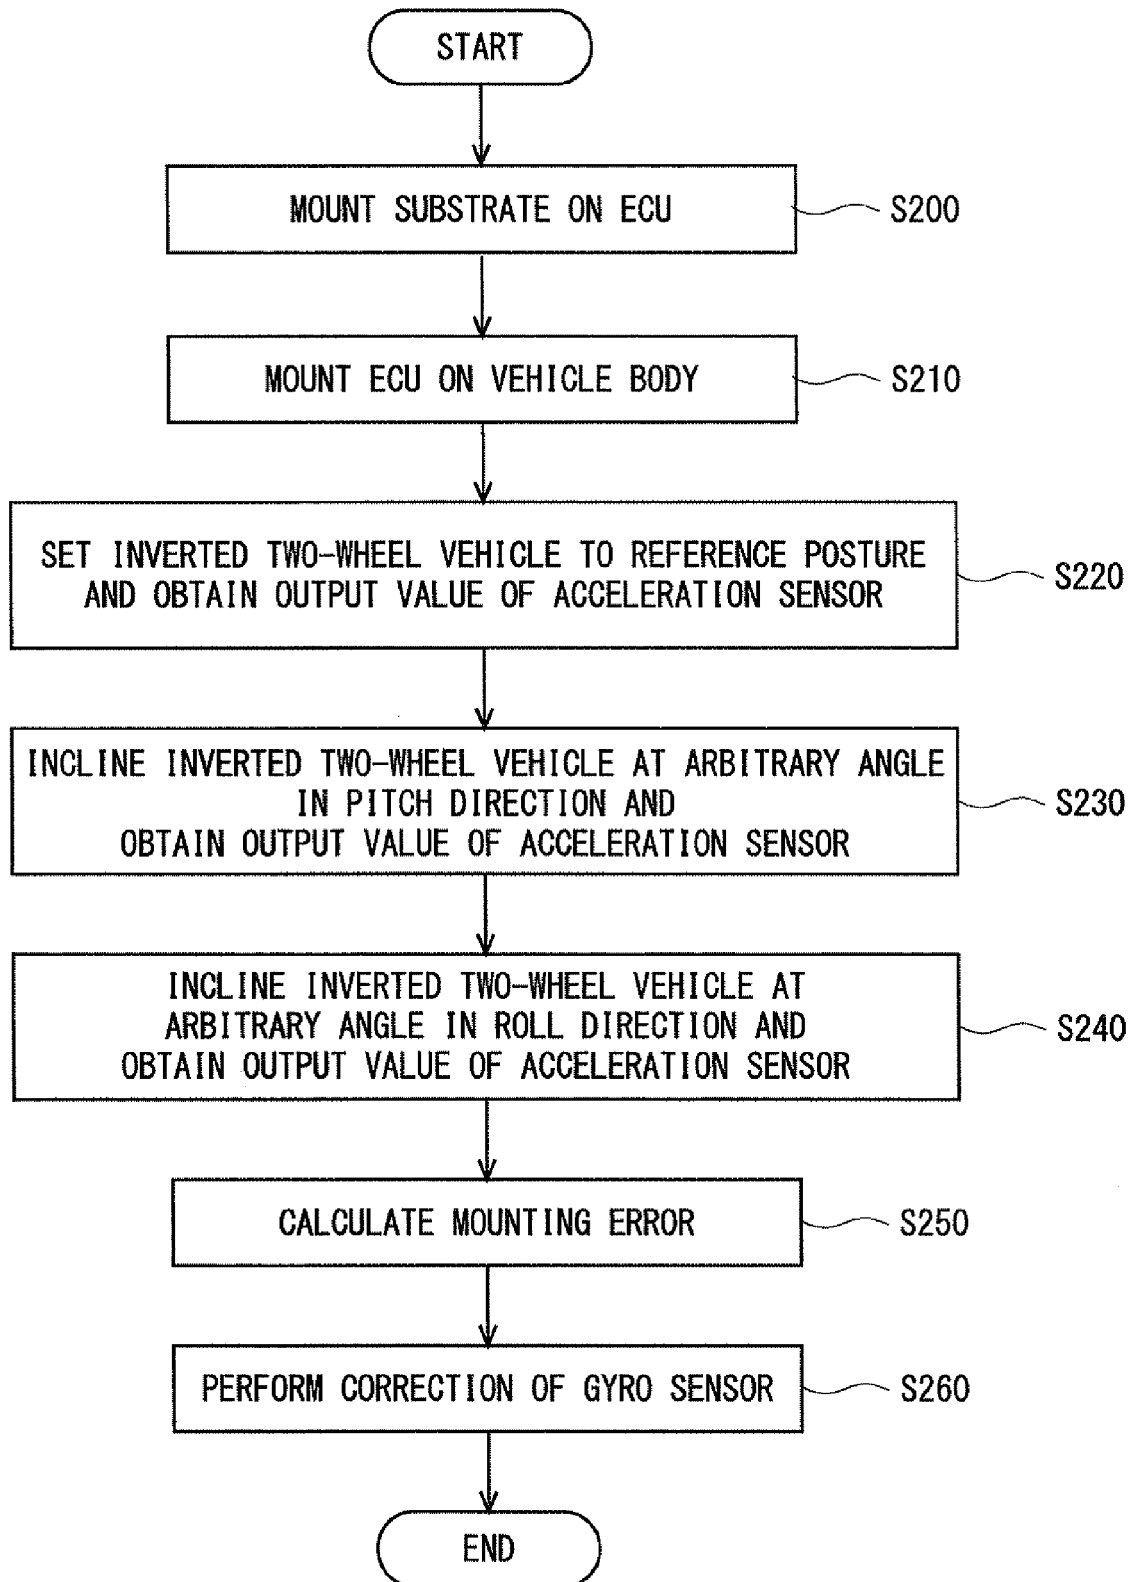 START
MOUNT SUBSTRATE ON ECU
S200
MOUNT ECU ON VEHICLE BODY
S210
SET INVERTED TWO-WHEEL VEHICLE TO REFERENCE POSTURE
AND OBTAIN OUTPUT VALUE OF ACCELERATION SENSOR
S220
INCLINE INVERTED TWO-WHEEL VEHICLE AT ARBITRARY ANGLE
IN PITCH DIRECTION AND
OBTAIN OUTPUT VALUE OF ACCELERATION SENSOR
S230
INCLINE INVERTED TWO-WHEEL VEHICLE AT
ARBITRARY ANGLE IN ROLL DIRECTION AND
OBTAIN OUTPUT VALUE OF ACCELERATION SENSOR
S240
CALCULATE MOUNTING ERROR
S250
PERFORM CORRECTION OF GYRO SENSOR
S260
END